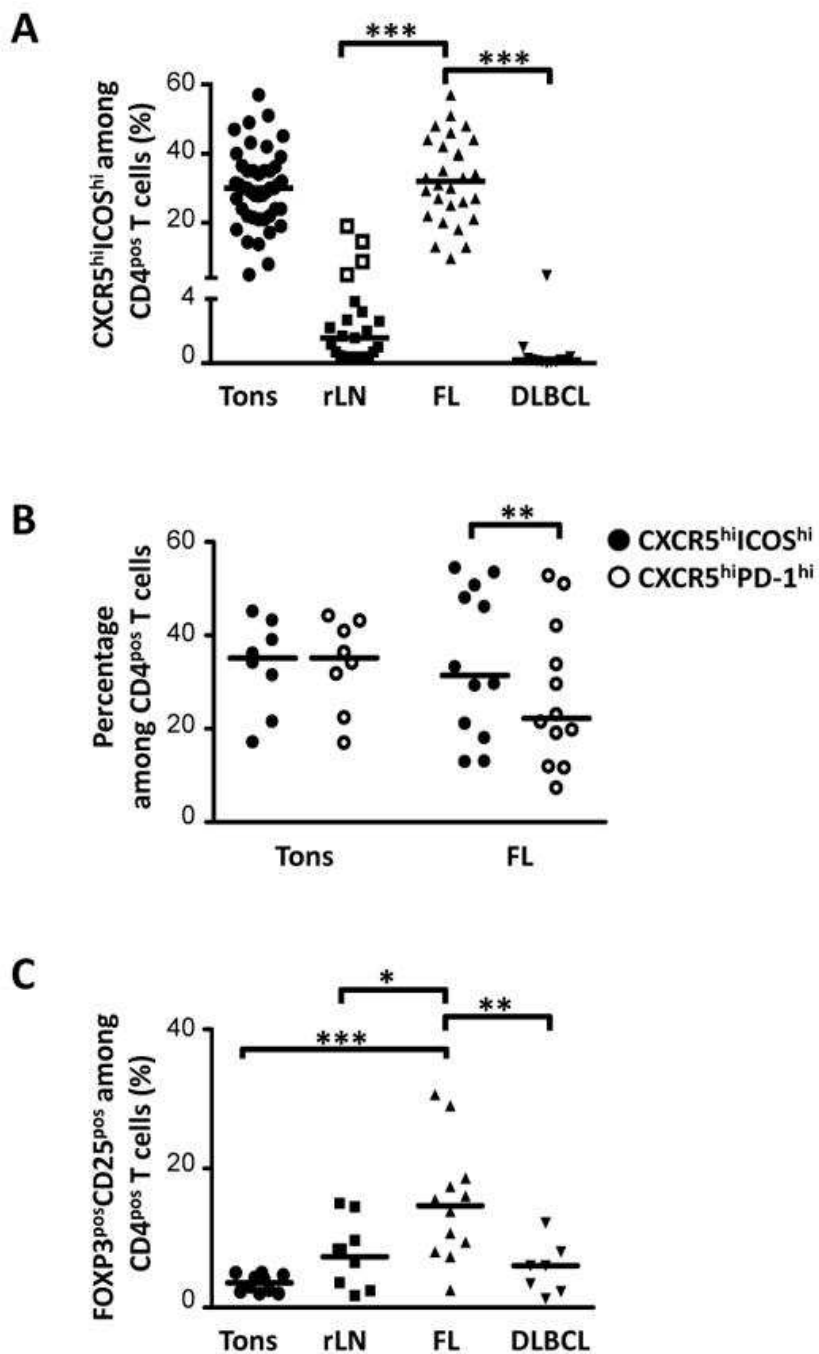 A
***
***
CXCR5ʰⁱICOSʰⁱ among
CD4ᵖᵒˢ T cells (%)
60
40
20
4
0
Tons rLN FL DLBCL
B
**
Percentage
among CD4ᵖᵒˢ T cells
60
40
20
0
● CXCR5ʰⁱICOSʰⁱ
○ CXCR5ʰⁱPD-1ʰⁱ
Tons FL
C
*
**
***
FOXP3ᵖᵒˢCD25ᵖᵒˢ among
CD4ᵖᵒˢ T cells (%)
40
20
0
Tons rLN FL DLBCL